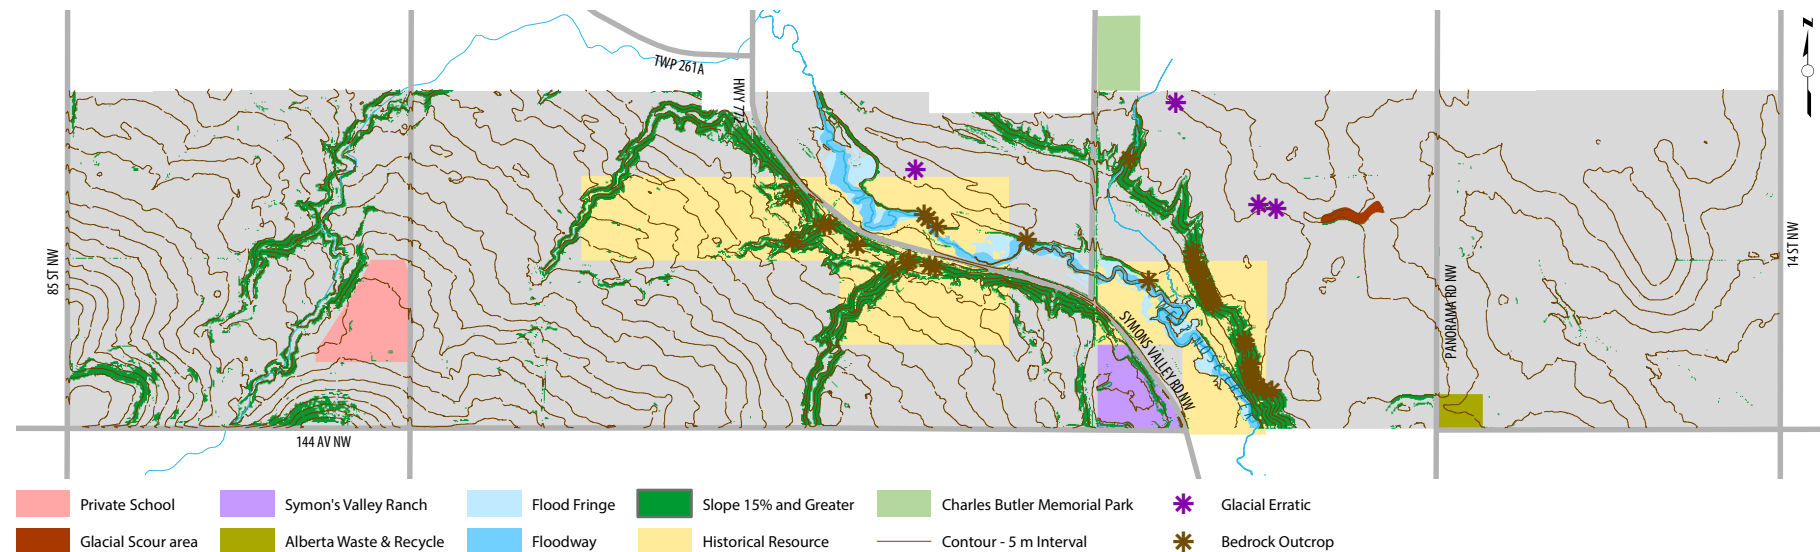 N
TWP 261A
HWY 772
85 ST NW
14 ST NW
PANORAMA RD NW
SYMONS VALLEY RD NW
144 AV NW
Private School
Symon's Valley Ranch
Flood Fringe
Slope 15% and Greater
Charles Butler Memorial Park
Glacial Erratic
Glacial Scour area
Alberta Waste & Recycle
Floodway
Historical Resource
Contour - 5 m Interval
Bedrock Outcrop